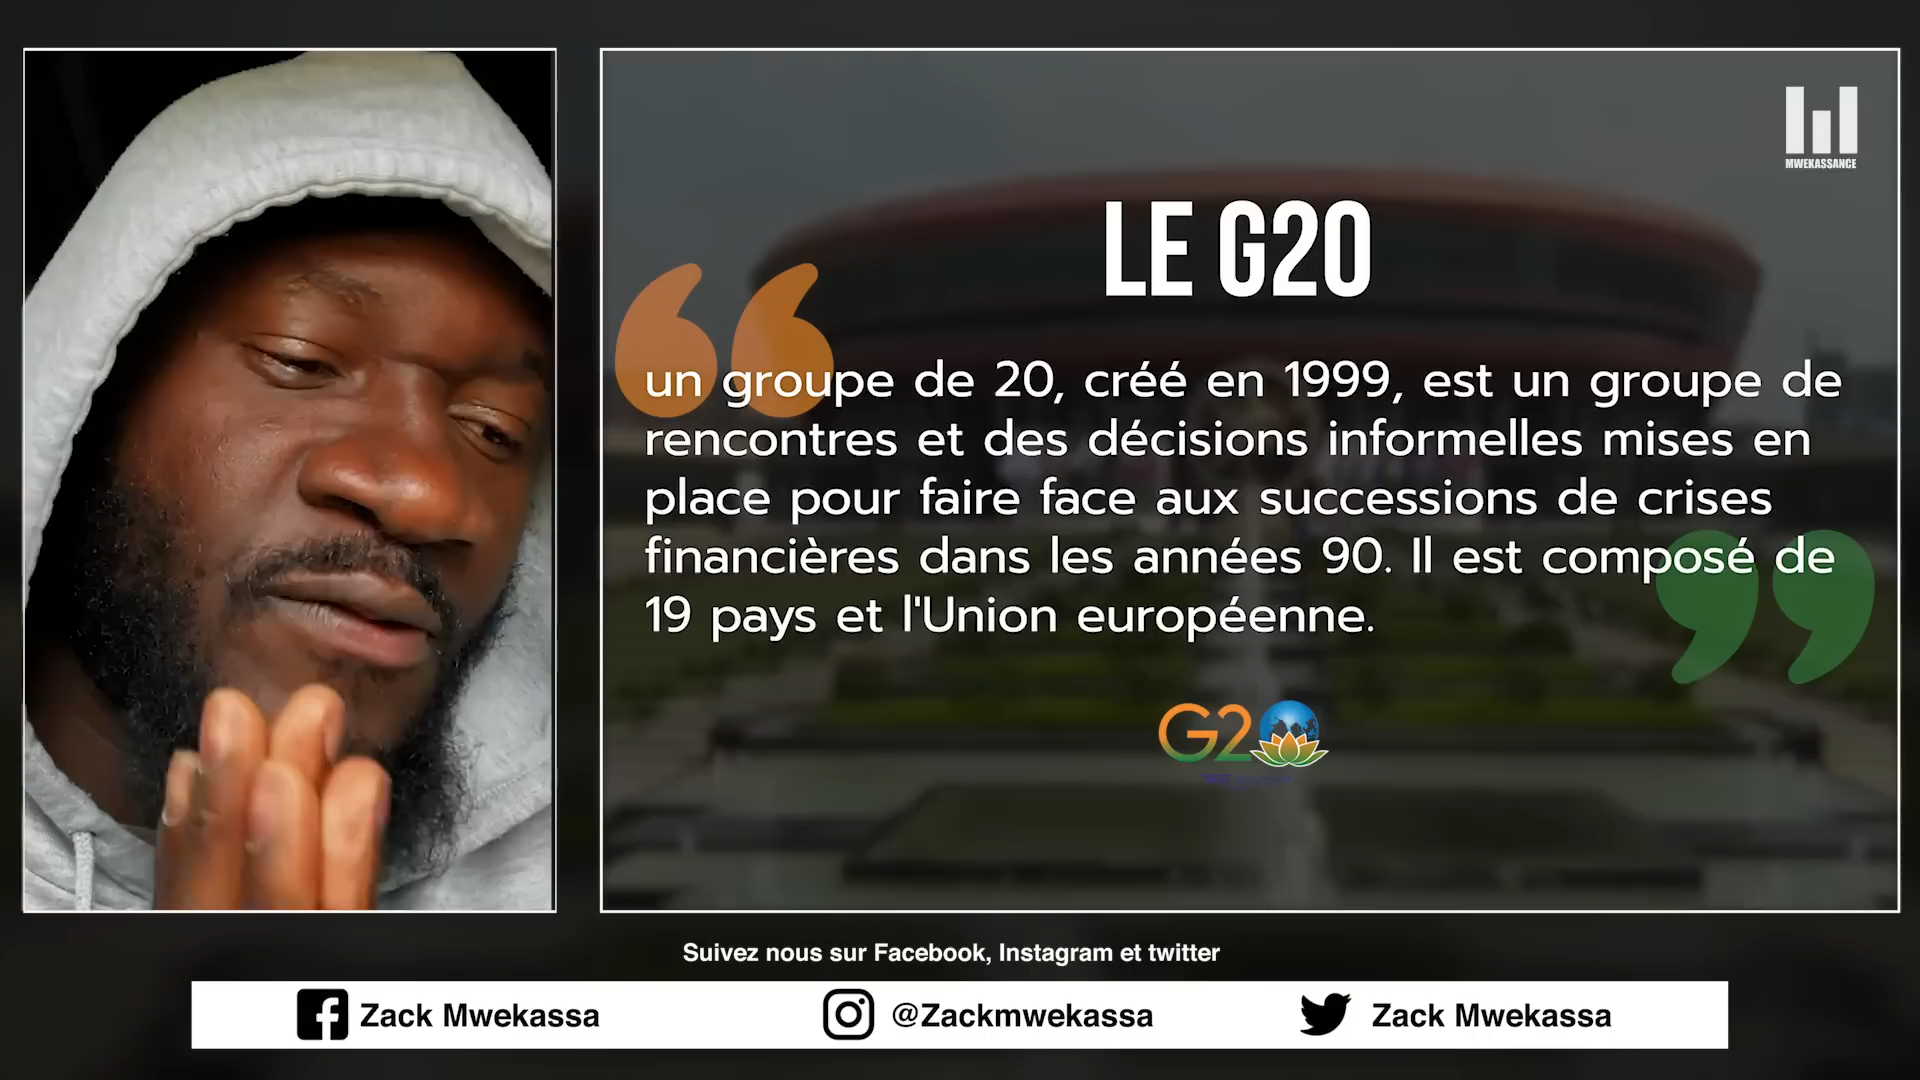 MWEKASSANCE
LE G20
un groupe de 20, créé en 1999, est un groupe de
rencontres et des décisions informelles mises en
place pour faire face aux successions de crises
financières dans les années 90. Il est composé de
19 pays et l'Union européenne.
G20
Suivez nous sur Facebook, Instagram et twitter
Zack Mwekassa
@Zackmwekassa
Zack Mwekassa